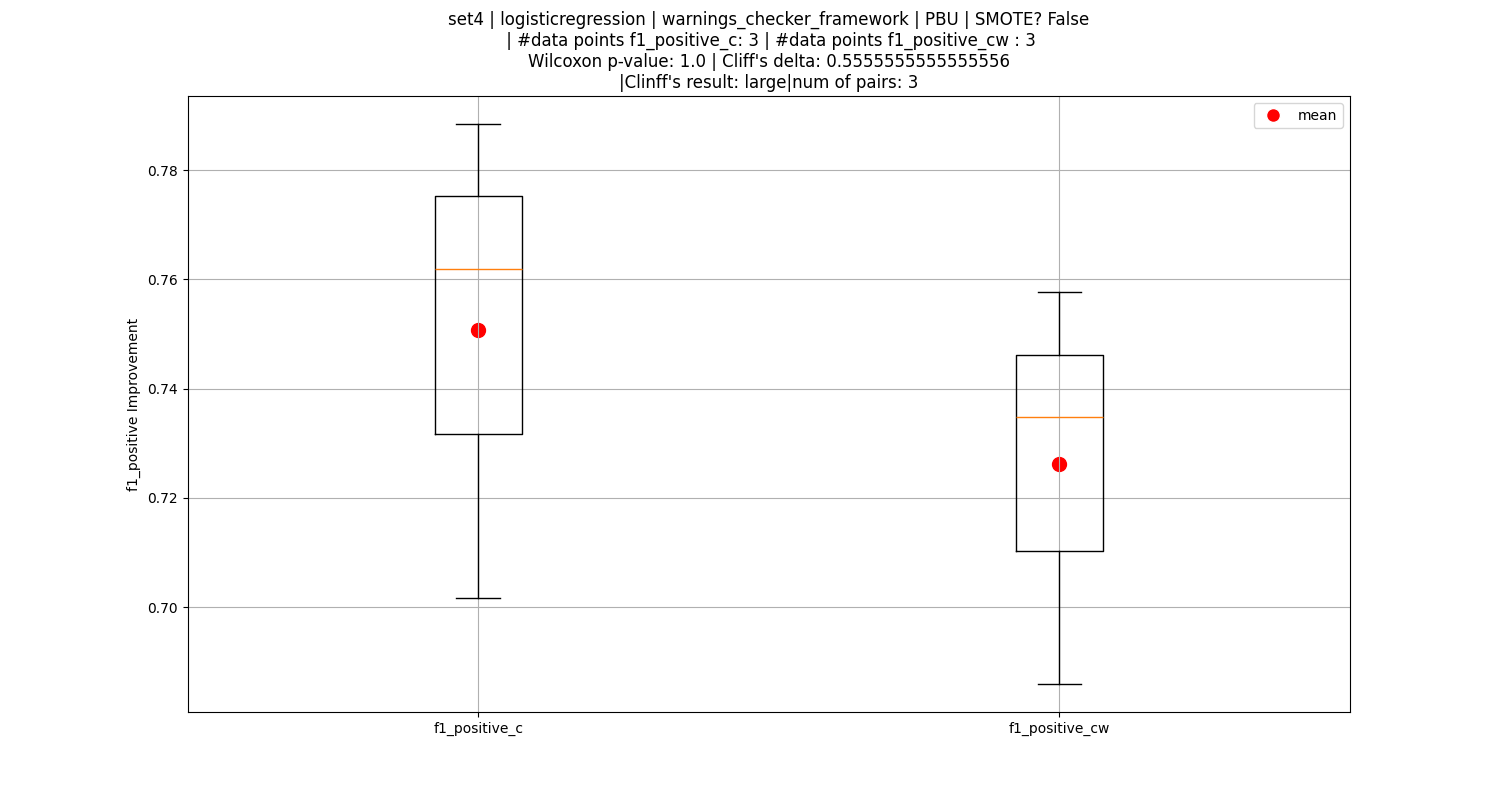 set4 | logisticregression | warnings_checker_framework | PBU | SMOTE? False
| #data points f1_positive_c: 3 | #data points f1_positive_cw : 3
Wilcoxon p-value: 1.0 | Cliff's delta: 0.5555555555555556
|Clinff's result: large|num of pairs: 3
mean
0.78
0.76
0.74
0.72
0.70
f1_positive Improvement
f1_positive_c
f1_positive_cw